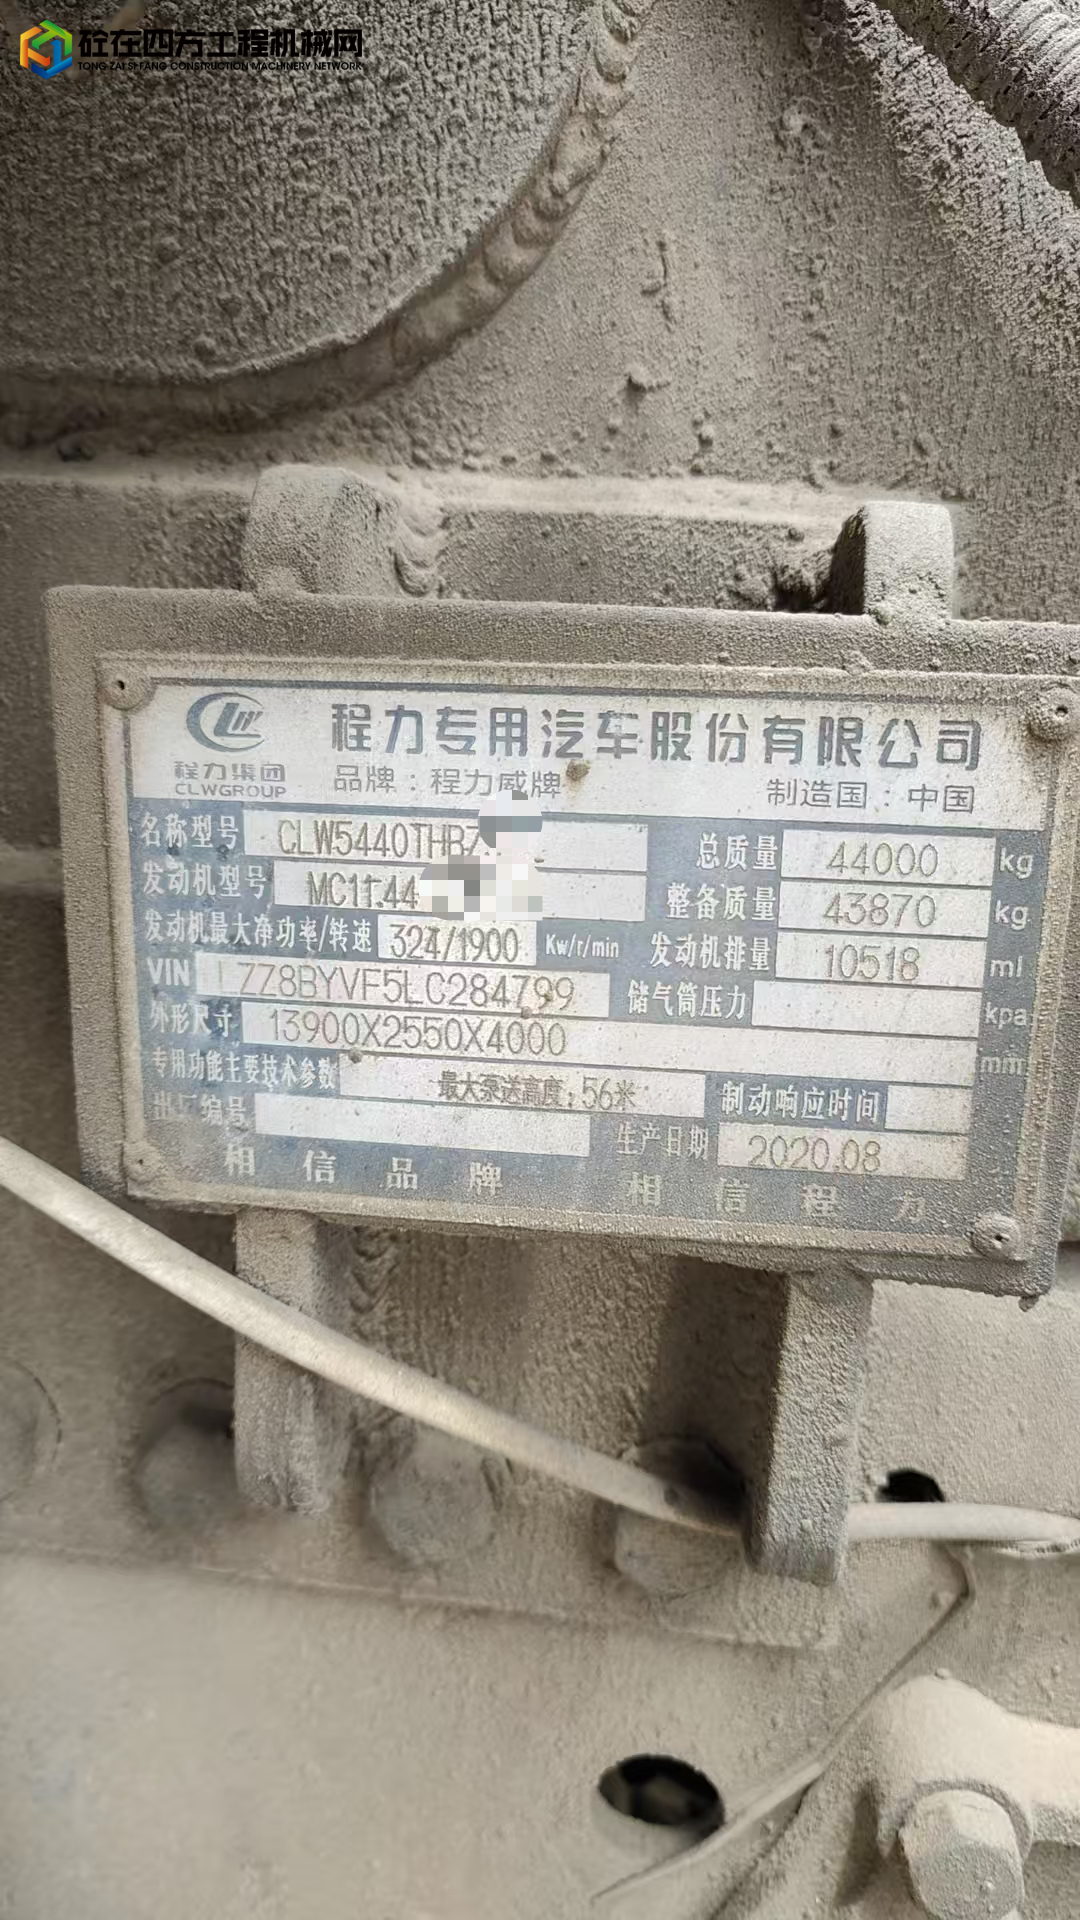 砼在四方工程机械网
TONG ZAI SI FANG CONSTRUCTION MACHINERY NETWORK
程力集团
CLWGROUP
程力专用汽车股份有限公司
品牌：程力威牌 制造国：中国
名称型号 CLW5440THBZ 总质量 44000 kg
发动机型号 MC11.44 整备质量 43870 kg
发动机最大净功率/转速 324/1900 Kw/r/min 发动机排量 10518 ml
VIN LZZ8BYVF5LC284799 储气筒压力 kpa
外形尺寸 13900X2550X4000 mm
专用功能主要技术参数 最大泵送高度：56米 制动响应时间
出厂编号 生产日期 2020.08
相信品牌 相信程力